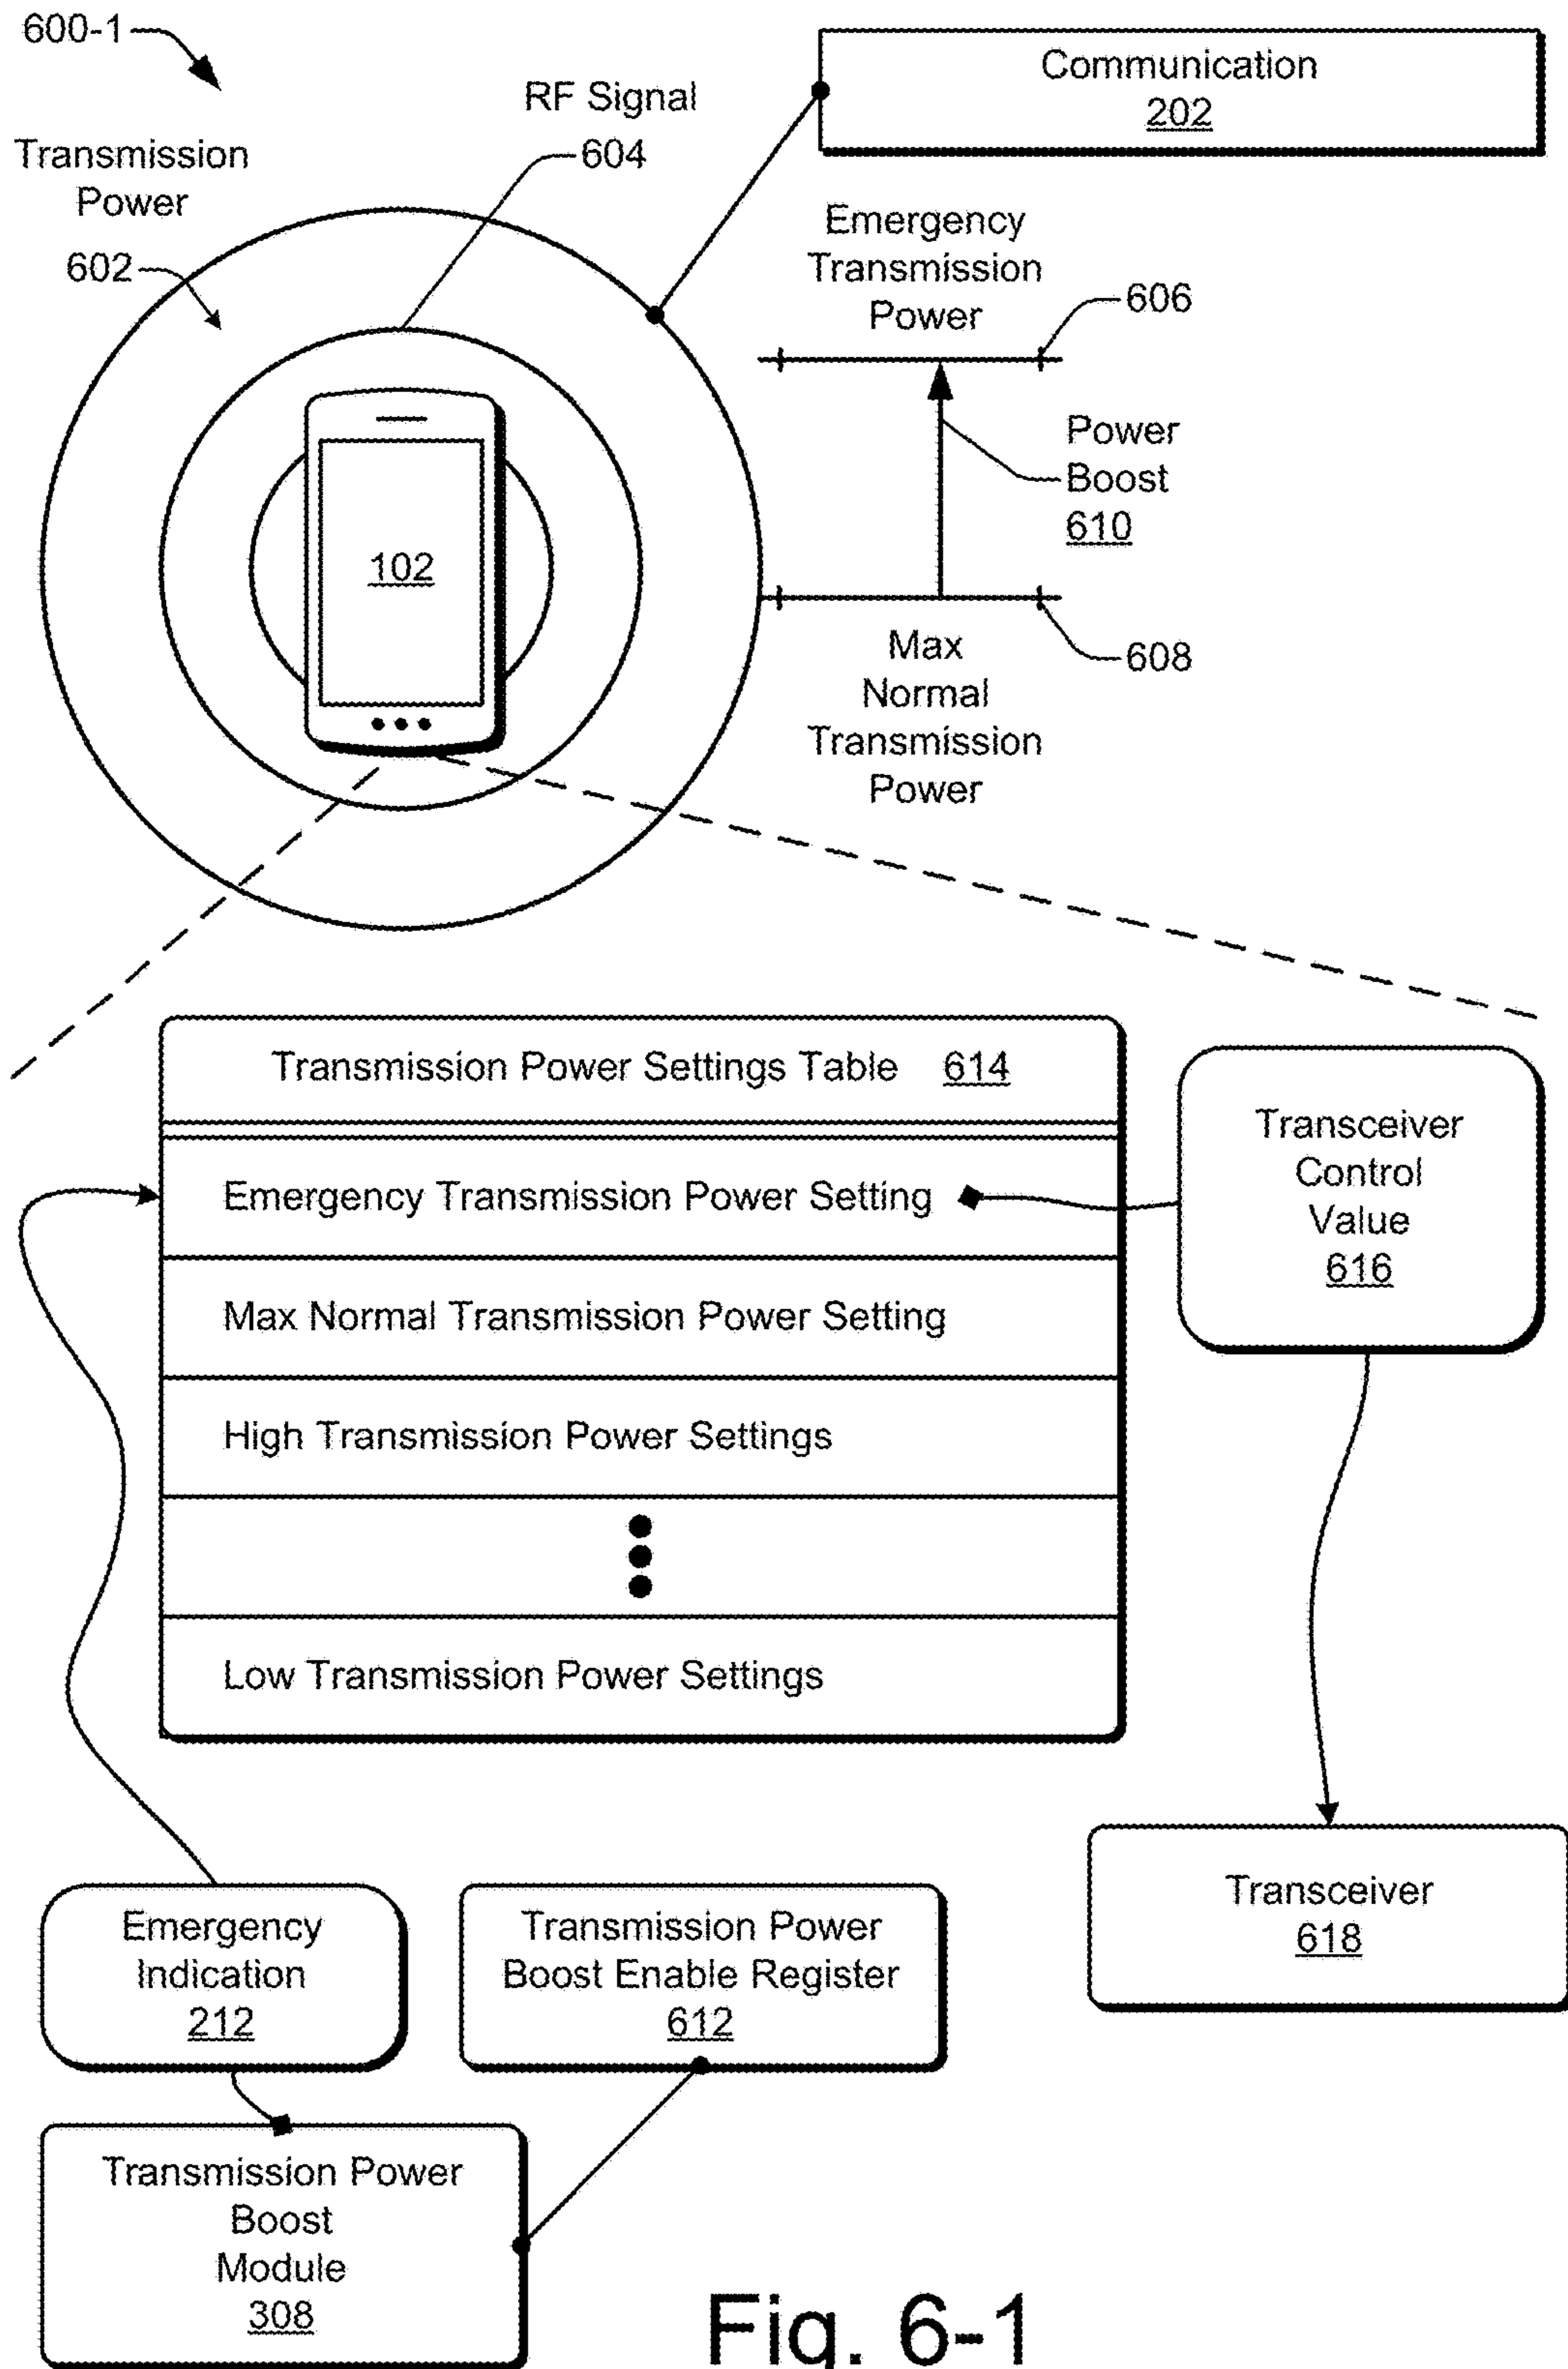 600-1
Communication
202
RF Signal
604
Transmission
Power
602
Emergency
Transmission
Power
606
Power
Boost
610
102
608
Max
Normal
Transmission
Power
Transmission Power Settings Table 614
Emergency Transmission Power Setting
Max Normal Transmission Power Setting
High Transmission Power Settings
Low Transmission Power Settings
Transceiver
Control
Value
616
Transceiver
618
Emergency
Indication
212
Transmission Power
Boost Enable Register
612
Transmission Power
Boost
Module
308
Fig. 6-1